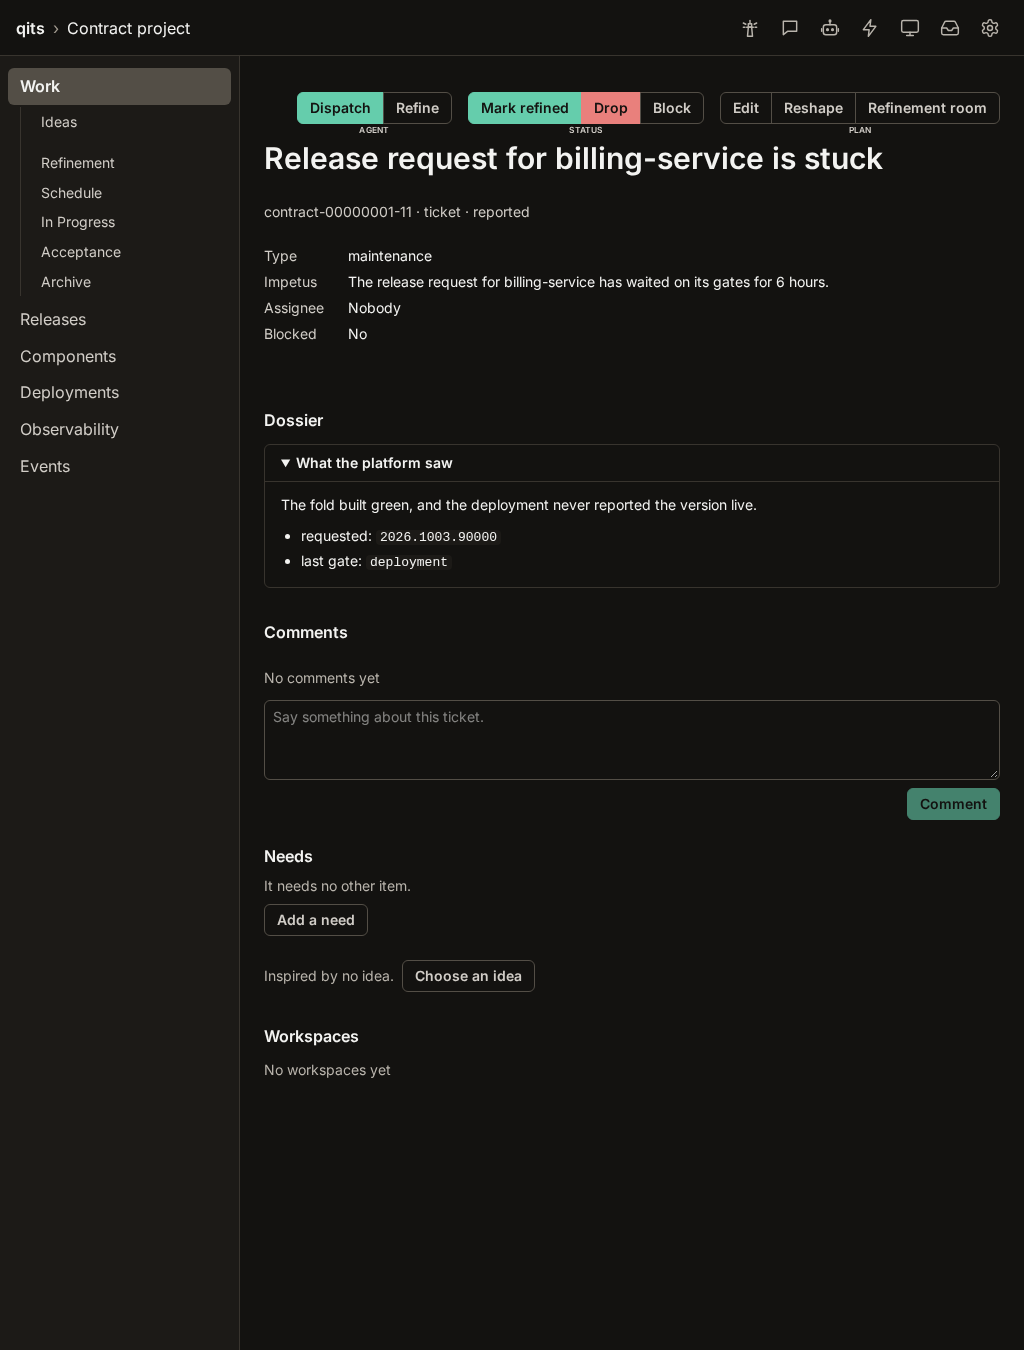 qits › Contract project
Work
Ideas
Refinement
Schedule
In Progress
Acceptance
Archive
Releases
Components
Deployments
Observability
Events
Dispatch Refine Mark refined Drop Block Edit Reshape Refinement room
AGENT STATUS PLAN
Release request for billing-service is stuck
contract-00000001-11 · ticket · reported
Type maintenance
Impetus The release request for billing-service has waited on its gates for 6 hours.
Assignee Nobody
Blocked No
Dossier
▼ What the platform saw
The fold built green, and the deployment never reported the version live.
• requested: 2026.1003.90000
• last gate: deployment
Comments
No comments yet
Say something about this ticket.
Comment
Needs
It needs no other item.
Add a need
Inspired by no idea. Choose an idea
Workspaces
No workspaces yet